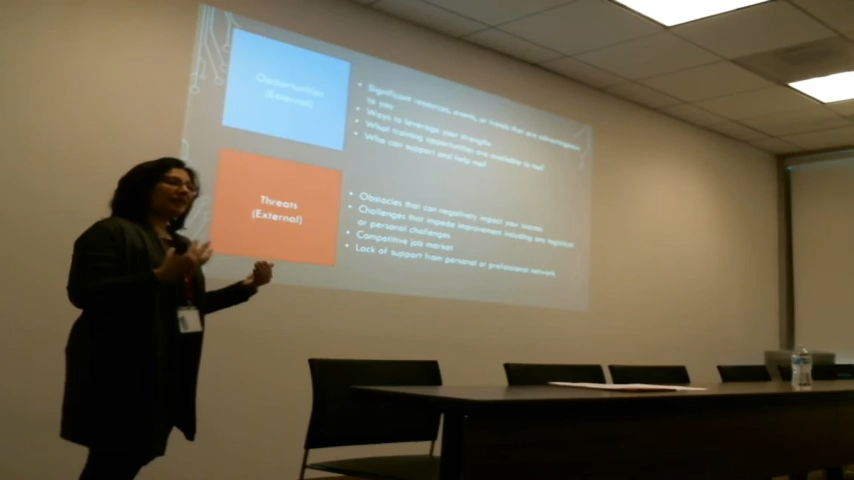 Opportunities
(External)
• Significant resources, events, or trends that are advantageous
to you
• Ways to leverage your strengths
• What training opportunities are available to me?
• Who can support and help me?
Threats
(External)
• Obstacles that can negatively impact your success
• Challenges that impede improvement including any logistical
or personal challenges
• Competitive job market
• Lack of support from personal or professional network